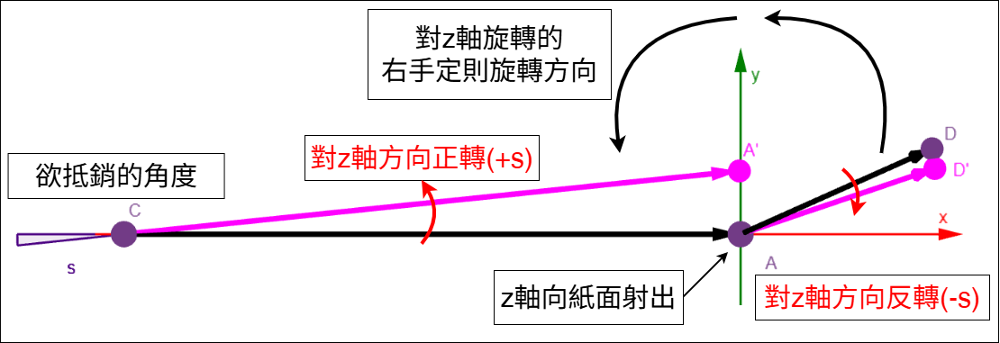 對z軸旋轉的
右手定則旋轉方向
y
A'
D
D'
對z軸方向正轉(+s)
欲抵銷的角度
C
x
s
A
z軸向紙面射出
對z軸方向反轉(-s)